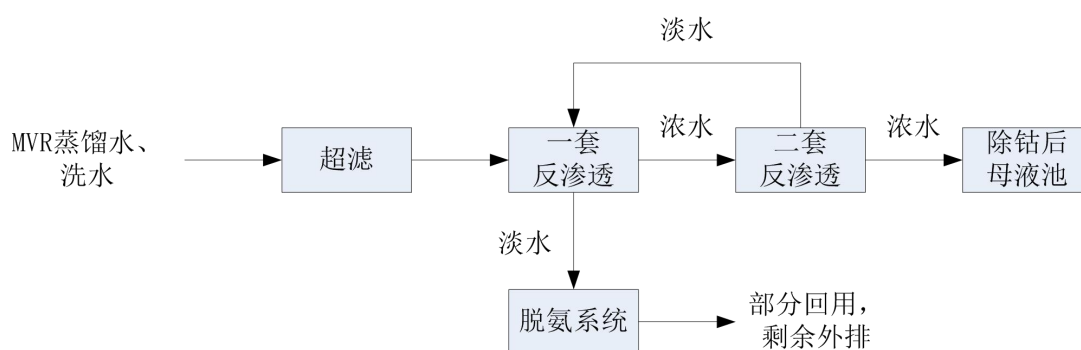 淡水
MVR蒸馏水、
洗水
超滤
一套
反渗透
浓水
二套
反渗透
浓水
除钴后
母液池
淡水
脱氨系统
部分回用，
剩余外排